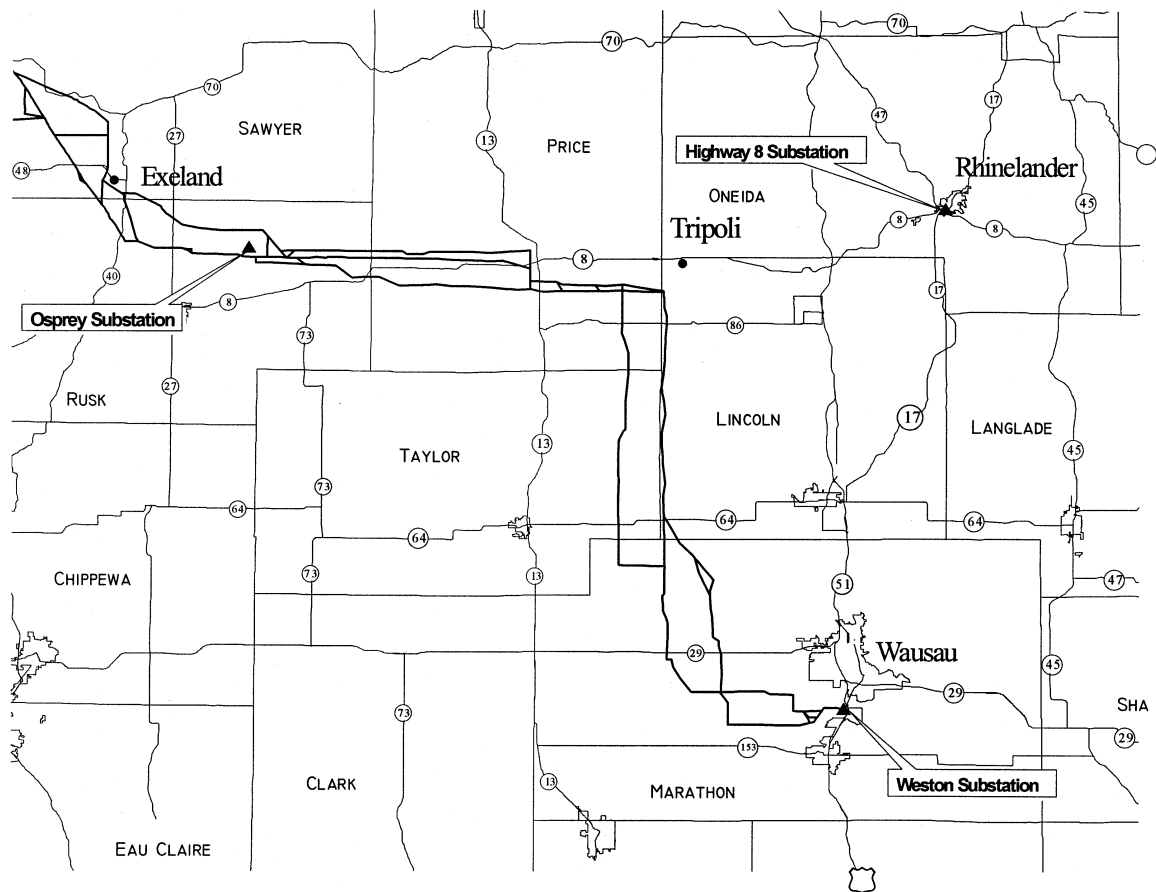 70
70
70
17
47
SAWYER
27
13
PRICE
Highway 8 Substation
Rhinelander
48
Exeland
ONEIDA
45
8
8
Tripoli
40
8
17
Osprey Substation
8
73
86
27
RUSK
17
LINCOLN
LANGLADE
13
TAYLOR
45
73
64
64
64
64
CHIPPEWA
73
13
51
47
29
Wausau
45
29
SHA
73
153
29
CLARK
13
MARATHON
Weston Substation
EAU CLAIRE